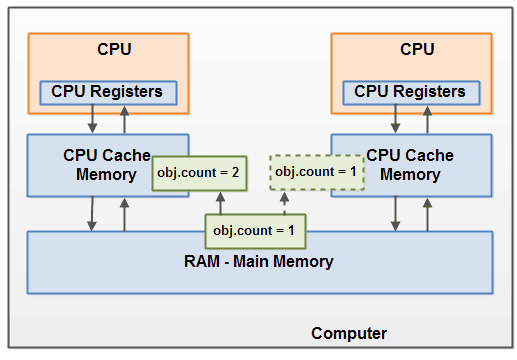 CPU
CPU
CPU Registers
CPU Registers
CPU Cache
Memory
CPU Cache
Memory
obj.count = 2
obj.count = 1
obj.count = 1
RAM - Main Memory
Computer